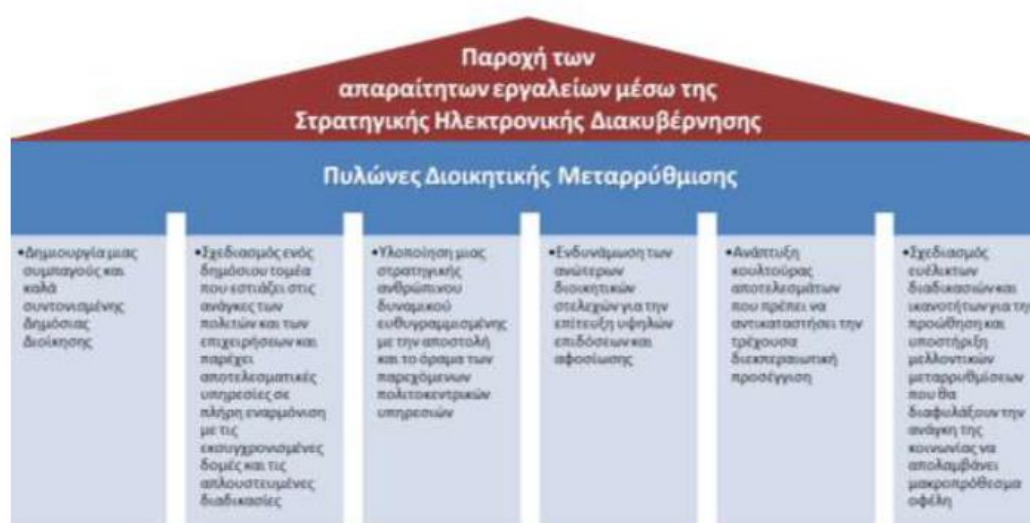 Παροχή των
απαραίτητων εργαλείων μέσω της
Στρατηγικής Ηλεκτρονικής Διακυβέρνησης
Πυλώνες Διοικητικής Μεταρρύθμισης
•Δημιουργία μιας
συμπαγούς και
καλά
συντονισμένης
Δημόσιας
Διοίκησης
•Σχεδιασμός ενός
δημόσιου τομέα
που εστιάζει στις
ανάγκες των
πολιτών και των
επιχειρήσεων και
παρέχει
αποτελεσματικές
υπηρεσίες σε
πλήρη εναρμόνιση
με τις
εκσυγχρονισμένες
δομές και τις
απλουστευμένες
διαδικασίες
•Υλοποίηση μιας
στρατηγικής
ανθρώπινου
δυναμικού
ευθυγραμμισμένης
με την αποστολή
και το όραμα των
παρεχόμενων
πολιτοκεντρικών
υπηρεσιών
•Ενδυνάμωση των
ανώτερων
διοικητικών
στελεχών για την
επίτευξη υψηλών
επιδόσεων και
αφοσίωσης
•Ανάπτυξη
κουλτούρας
αποτελεσμάτων
που πρέπει να
αντικαταστήσει την
τρέχουσα
διεκπεραιωτική
προσέγγιση
•Σχεδιασμός
ευέλικτων
διαδικασιών και
ικανοτήτων για την
προώθηση και
υποστήριξη
μελλοντικών
μεταρρυθμίσεων
που θα
διαφυλάξουν την
ανάγκη της
κοινωνίας να
απολαμβάνει
μακροπρόθεσμα
οφέλη